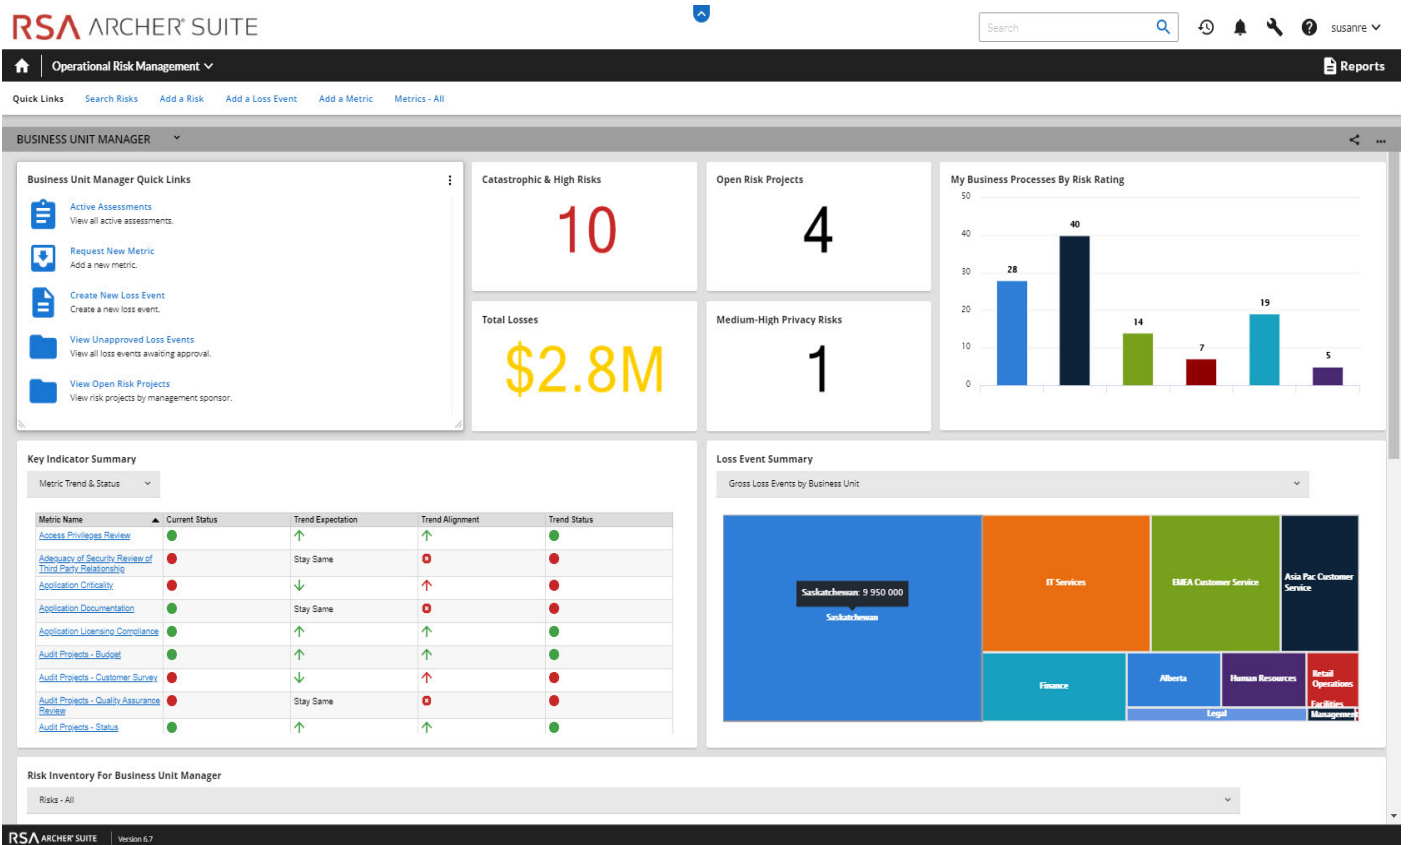 RSA ARCHER® SUITE
Search
susanre
Operational Risk Management
Reports
Quick Links
Search Risks
Add a Risk
Add a Loss Event
Add a Metric
Metrics - All
BUSINESS UNIT MANAGER
Business Unit Manager Quick Links
Active Assessments
View all active assessments.
Request New Metric
Add a new metric.
Create New Loss Event
Create a new loss event.
View Unapproved Loss Events
View all loss events awaiting approval.
View Open Risk Projects
View risk projects by management sponsor.
Catastrophic & High Risks
10
Open Risk Projects
4
Total Losses
$2.8M
Medium-High Privacy Risks
1
My Business Processes By Risk Rating
50
40
30
20
10
0
28
40
14
7
19
5
Key Indicator Summary
Metric Trend & Status
Metric Name
Current Status
Trend Expectation
Trend Alignment
Trend Status
Access Privileges Review
Adequacy of Security Review of
Third Party Relationship
Stay Same
Application Criticality
Application Documentation
Stay Same
Application Licensing Compliance
Audit Projects - Budget
Audit Projects - Customer Survey
Audit Projects - Quality Assurance
Review
Stay Same
Audit Projects - Status
Loss Event Summary
Gross Loss Events by Business Unit
Saskatchewan: 9 950 000
Saskatchewan
IT Services
EMEA Customer Service
Asia Pac Customer
Service
Finance
Alberta
Human Resources
Retail
Operations
Legal
Facilities
Management
Risk Inventory For Business Unit Manager
Risks - All
RSA ARCHER® SUITE
Version 6.7